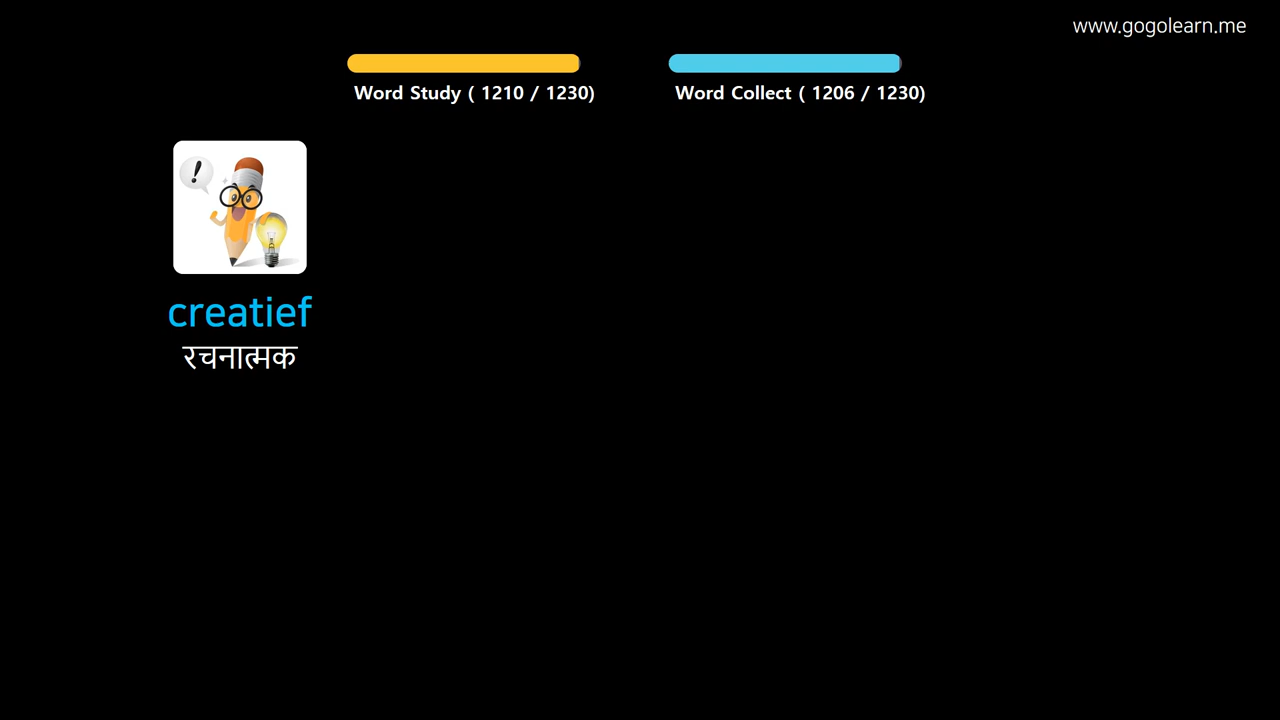 www.gogolearn.me
Word Study ( 1210 / 1230)
Word Collect ( 1206 / 1230)
!
creatief
रचनात्मक